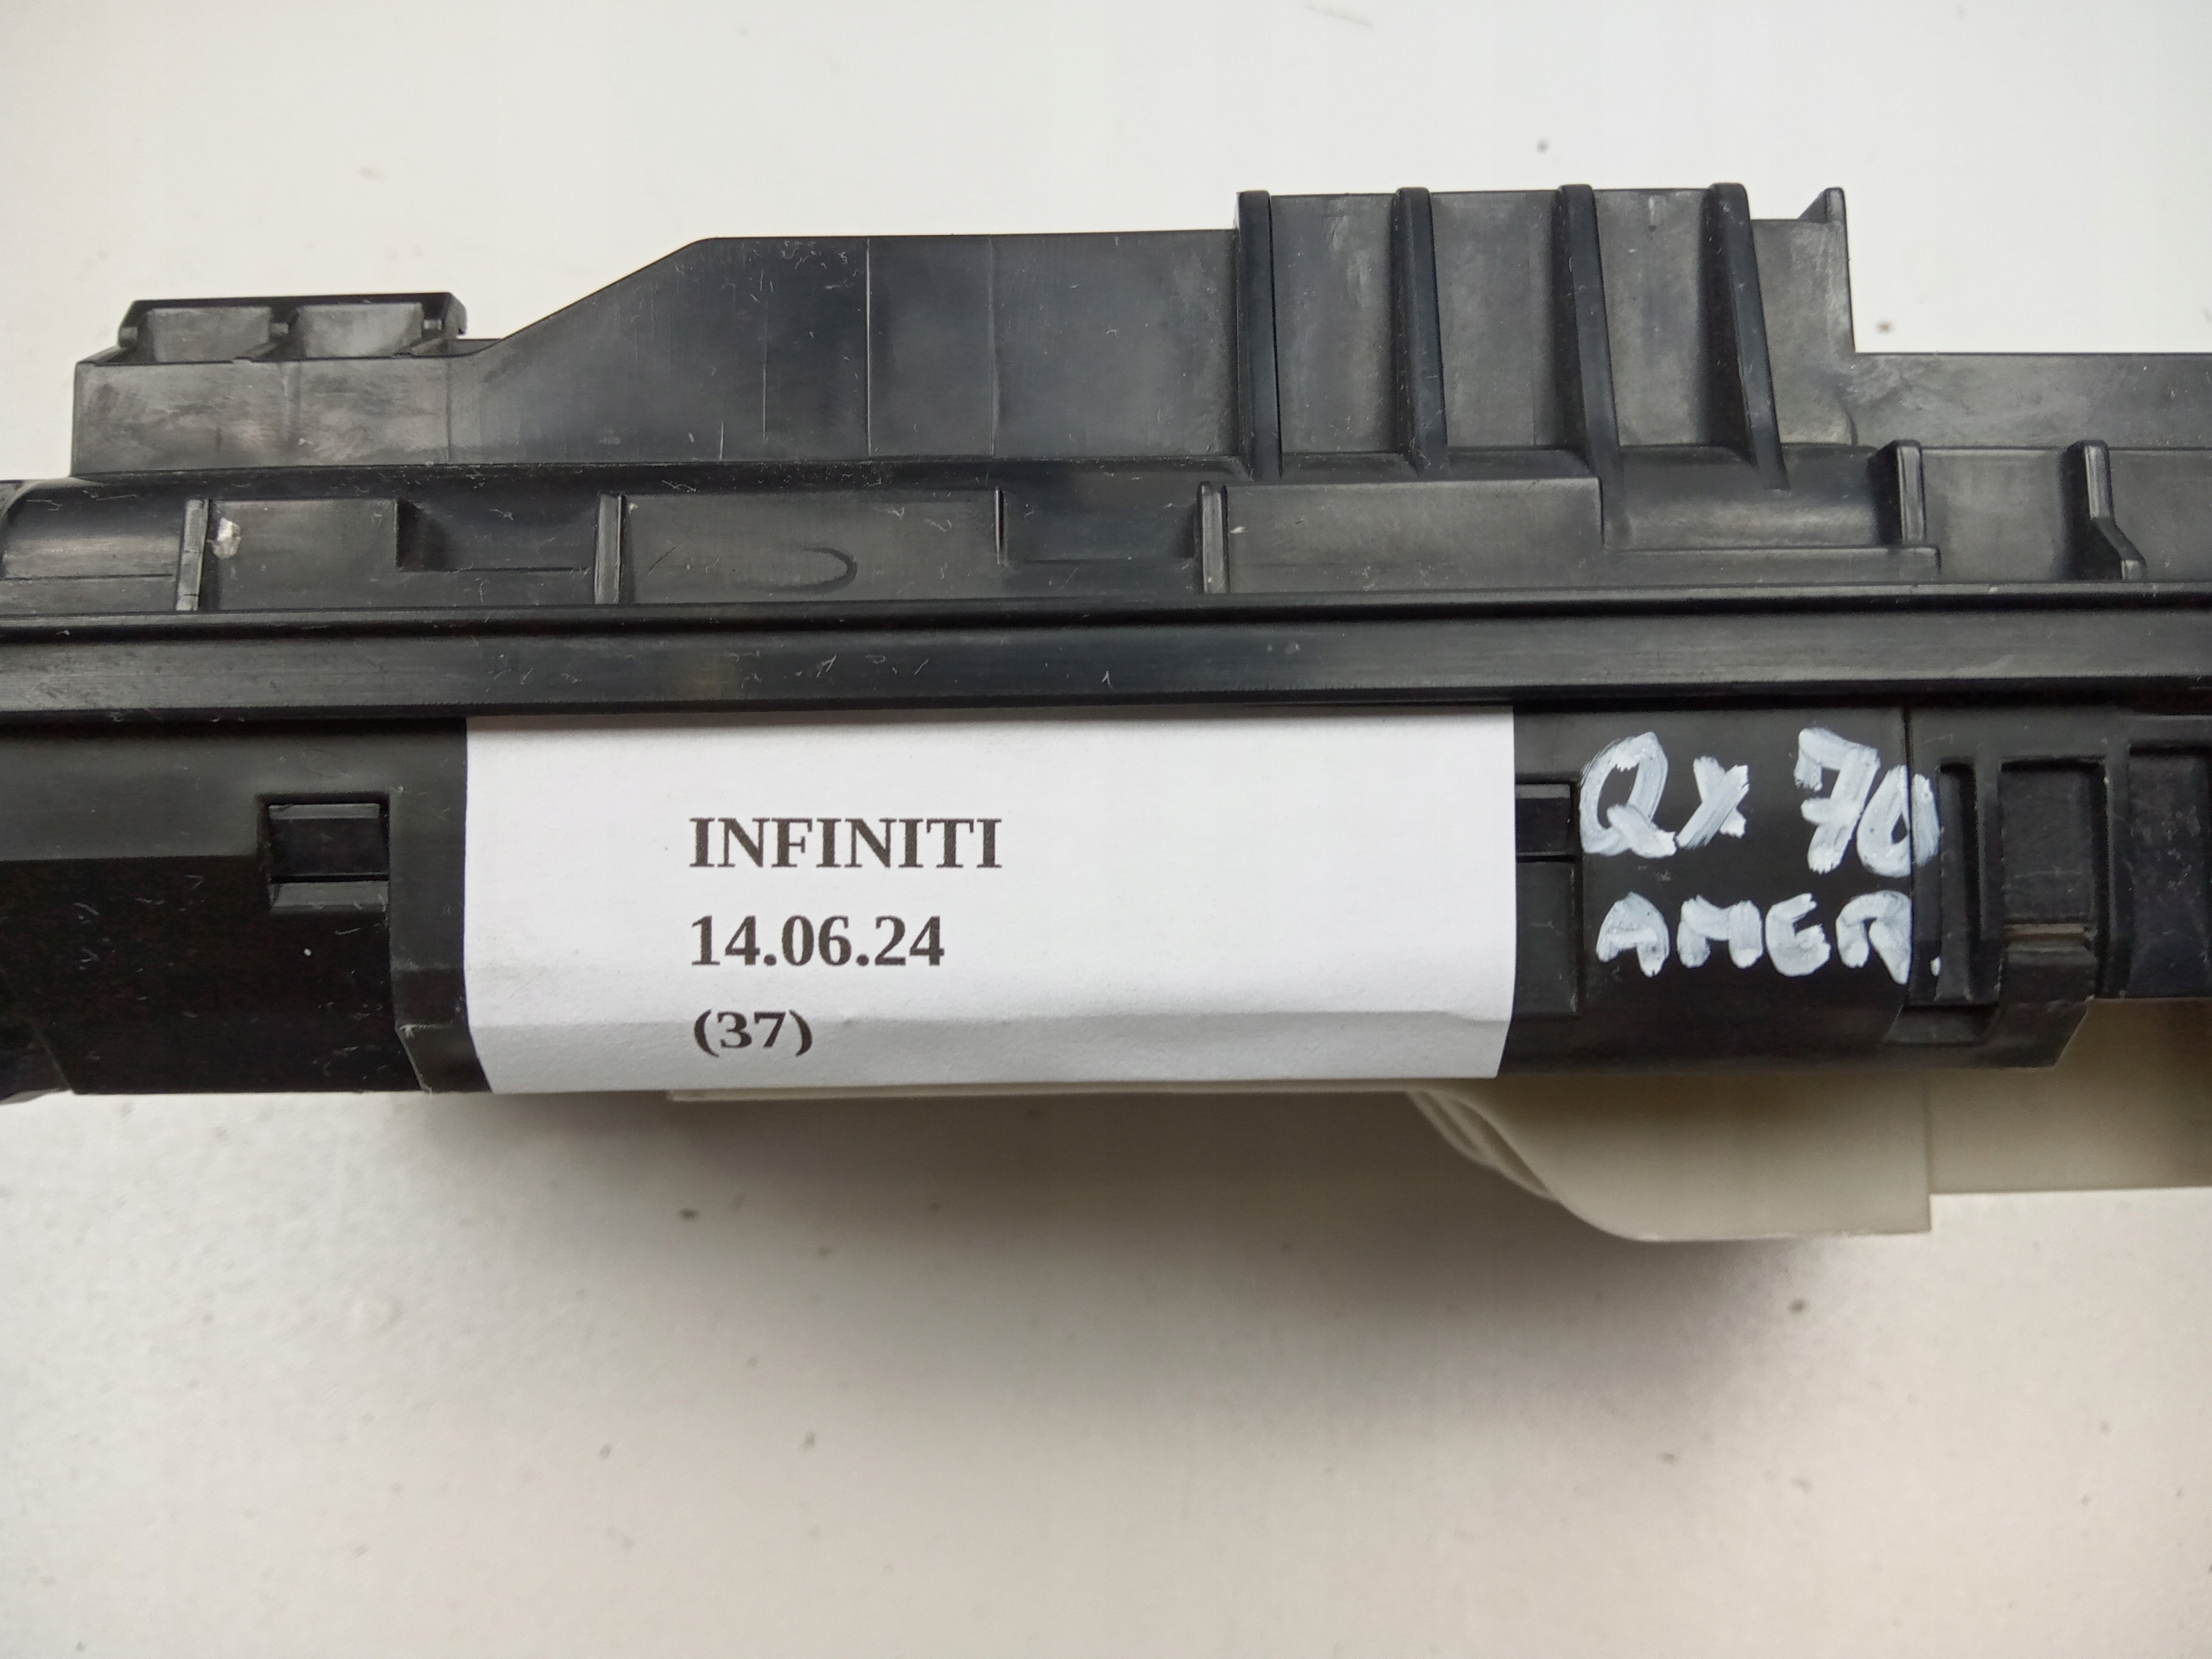 INFINITI
14.06.24
(37)
QX 70
AMER.